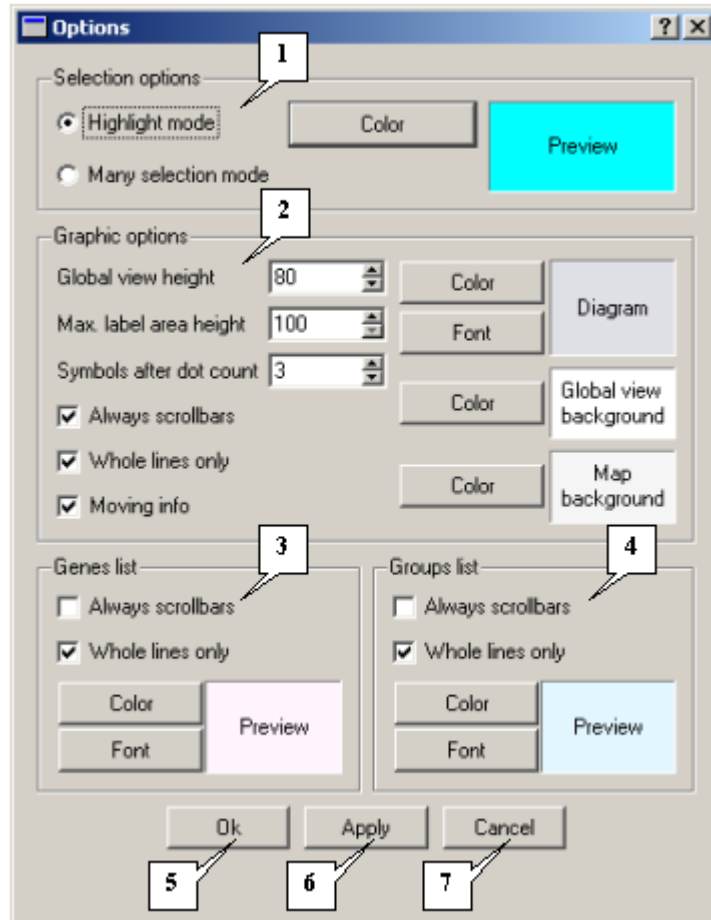 Options
1
Selection options
Highlight mode
Color
Preview
Many selection mode
2
Graphic options
Global view height 80
Color
Diagram
Max. label area height 100
Font
Symbols after dot count 3
Color
Global view
background
Always scrollbars
Whole lines only
Color
Map
background
Moving info
3
4
Genes list
Groups list
Always scrollbars
Always scrollbars
Whole lines only
Whole lines only
Color
Font
Preview
Color
Font
Preview
Ok
Apply
Cancel
5
6
7